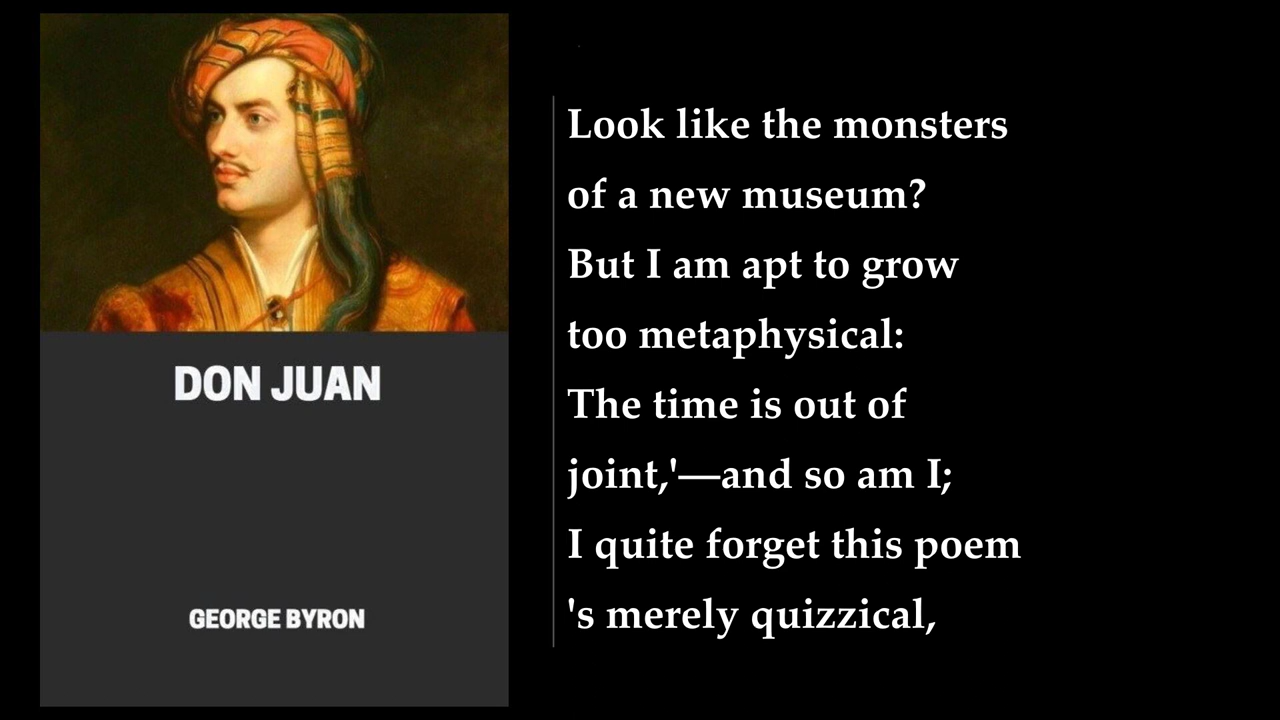 DON JUAN
GEORGE BYRON
Look like the monsters
of a new museum?
But I am apt to grow
too metaphysical:
The time is out of
joint,'—and so am I;
I quite forget this poem
's merely quizzical,